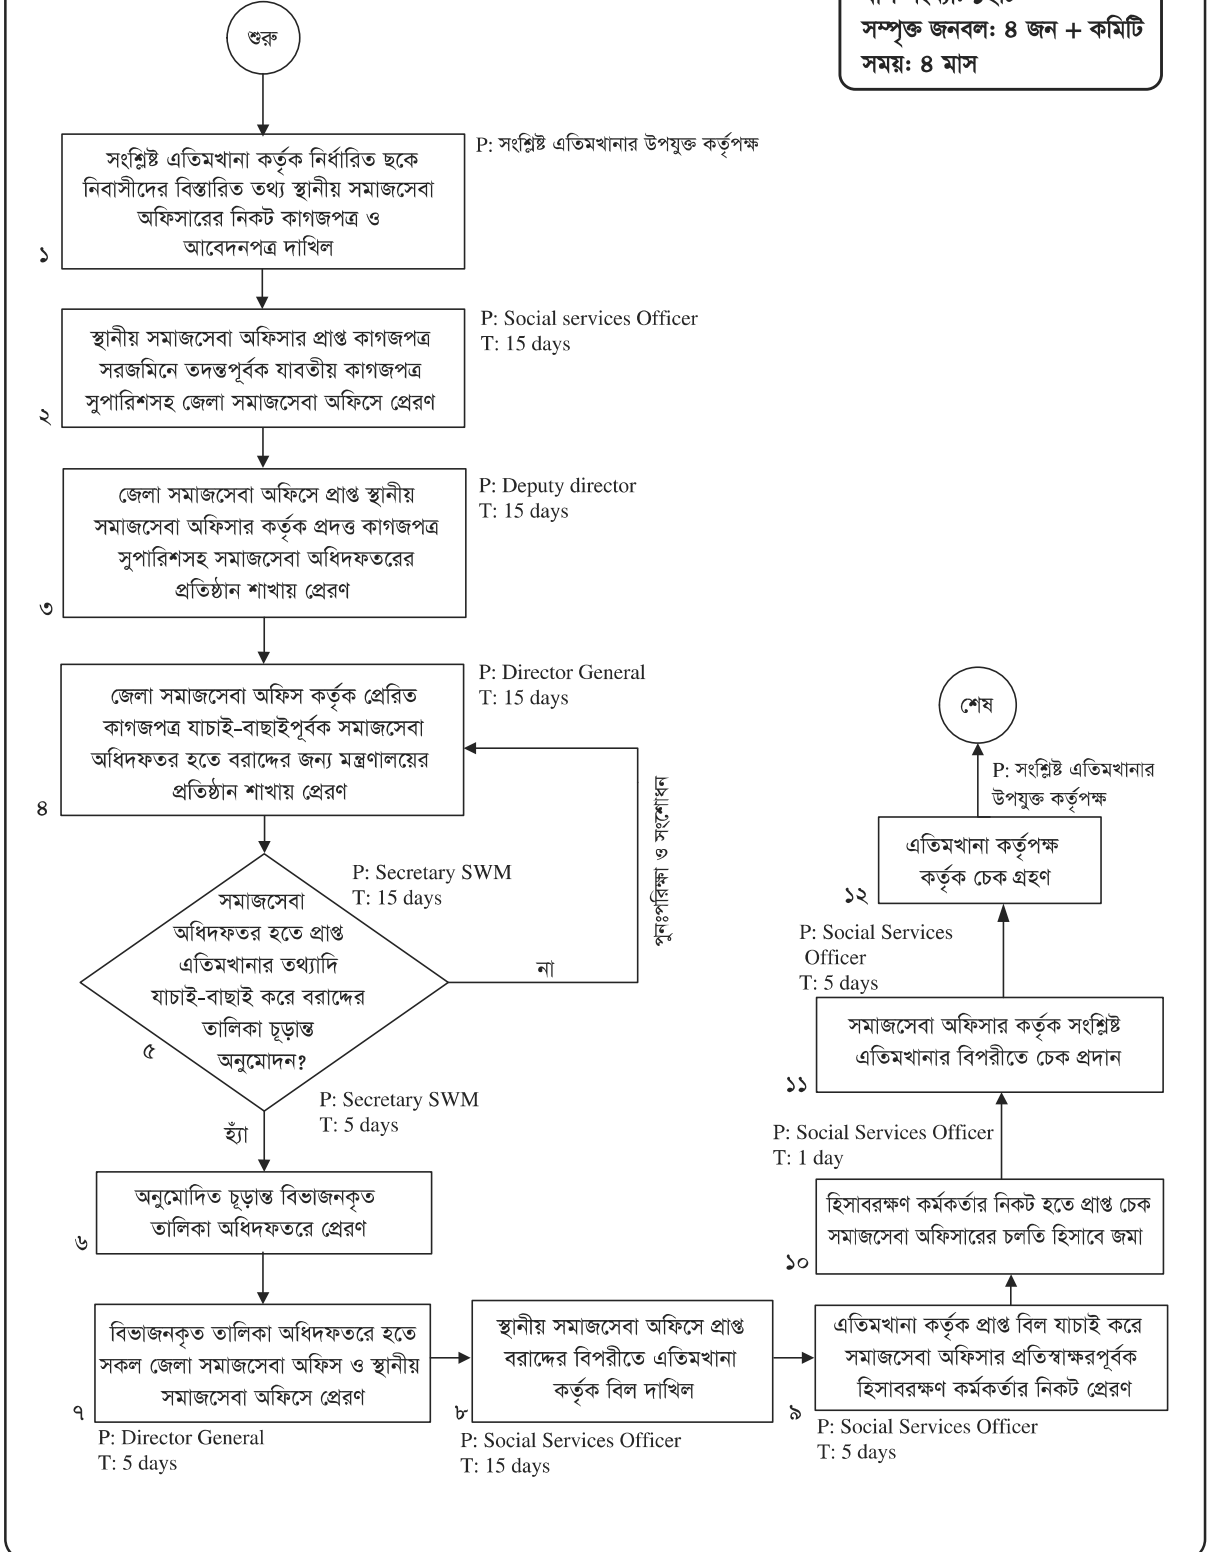 শুরু
সম্পৃক্ত জনবল: ৪ জন + কমিটি
সময়: ৪ মাস
P: সংশ্লিষ্ট এতিমখানার উপযুক্ত কর্তৃপক্ষ
সংশ্লিষ্ট এতিমখানা কর্তৃক নির্ধারিত ছকে
নিবাসীদের বিস্তারিত তথ্য স্থানীয় সমাজসেবা
অফিসারের নিকট কাগজপত্র ও
আবেদনপত্র দাখিল
১
P: Social services Officer
T: 15 days
স্থানীয় সমাজসেবা অফিসার প্রাপ্ত কাগজপত্র
সরজমিনে তদন্তপূর্বক যাবতীয় কাগজপত্র
সুপারিশসহ জেলা সমাজসেবা অফিসে প্রেরণ
২
P: Deputy director
T: 15 days
জেলা সমাজসেবা অফিসে প্রাপ্ত স্থানীয়
সমাজসেবা অফিসার কর্তৃক প্রদত্ত কাগজপত্র
সুপারিশসহ সমাজসেবা অধিদফতরের
প্রতিষ্ঠান শাখায় প্রেরণ
৩
P: Director General
T: 15 days
জেলা সমাজসেবা অফিস কর্তৃক প্রেরিত
কাগজপত্র যাচাই-বাছাইপূর্বক সমাজসেবা
অধিদফতর হতে বরাদ্দের জন্য মন্ত্রণালয়ের
প্রতিষ্ঠান শাখায় প্রেরণ
৪
পুনঃপরিক্ষা ও সংশোধন
P: Secretary SWM
T: 15 days
সমাজসেবা
অধিদফতর হতে প্রাপ্ত
এতিমখানার তথ্যাদি
যাচাই-বাছাই করে বরাদ্দের
তালিকা চূড়ান্ত
অনুমোদন?
৫
না
হ্যাঁ
P: Secretary SWM
T: 5 days
অনুমোদিত চূড়ান্ত বিভাজনকৃত
তালিকা অধিদফতরে প্রেরণ
৬
বিভাজনকৃত তালিকা অধিদফতরে হতে
সকল জেলা সমাজসেবা অফিস ও স্থানীয়
সমাজসেবা অফিসে প্রেরণ
৭
P: Director General
T: 5 days
স্থানীয় সমাজসেবা অফিসে প্রাপ্ত
বরাদ্দের বিপরীতে এতিমখানা
কর্তৃক বিল দাখিল
৮
P: Social Services Officer
T: 15 days
এতিমখানা কর্তৃক প্রাপ্ত বিল যাচাই করে
সমাজসেবা অফিসার প্রতিস্বাক্ষরপূর্বক
হিসাবরক্ষণ কর্মকর্তার নিকট প্রেরণ
৯
P: Social Services Officer
T: 5 days
হিসাবরক্ষণ কর্মকর্তার নিকট হতে প্রাপ্ত চেক
সমাজসেবা অফিসারের চলতি হিসাবে জমা
১০
P: Social Services Officer
T: 1 day
সমাজসেবা অফিসার কর্তৃক সংশ্লিষ্ট
এতিমখানার বিপরীতে চেক প্রদান
১১
P: Social Services
Officer
T: 5 days
এতিমখানা কর্তৃপক্ষ
কর্তৃক চেক গ্রহণ
১২
P: সংশ্লিষ্ট এতিমখানার
উপযুক্ত কর্তৃপক্ষ
শেষ